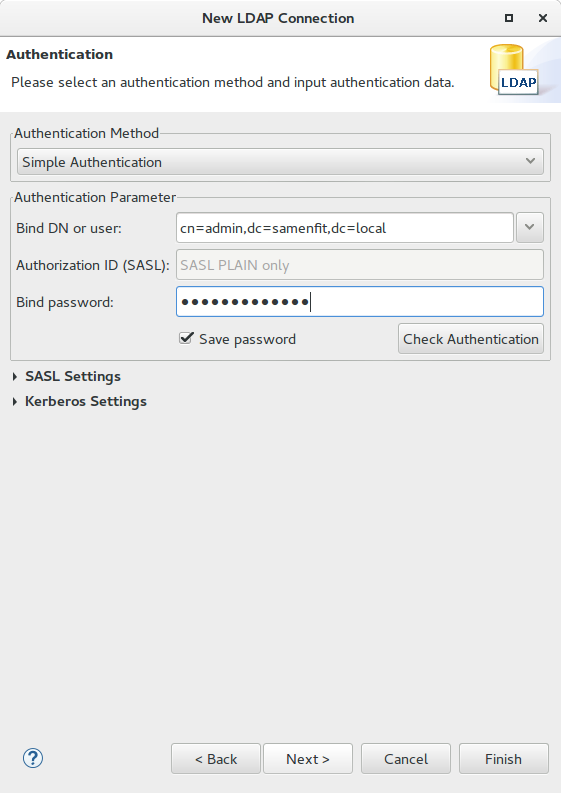 New LDAP Connection
Authentication
Please select an authentication method and input authentication data.
LDAP
Authentication Method
Simple Authentication
Authentication Parameter
Bind DN or user: cn=admin,dc=samenfit,dc=local
Authorization ID (SASL): SASL PLAIN only
Bind password: ●●●●●●●●●●●●●
Save password Check Authentication
SASL Settings
Kerberos Settings
? < Back Next > Cancel Finish